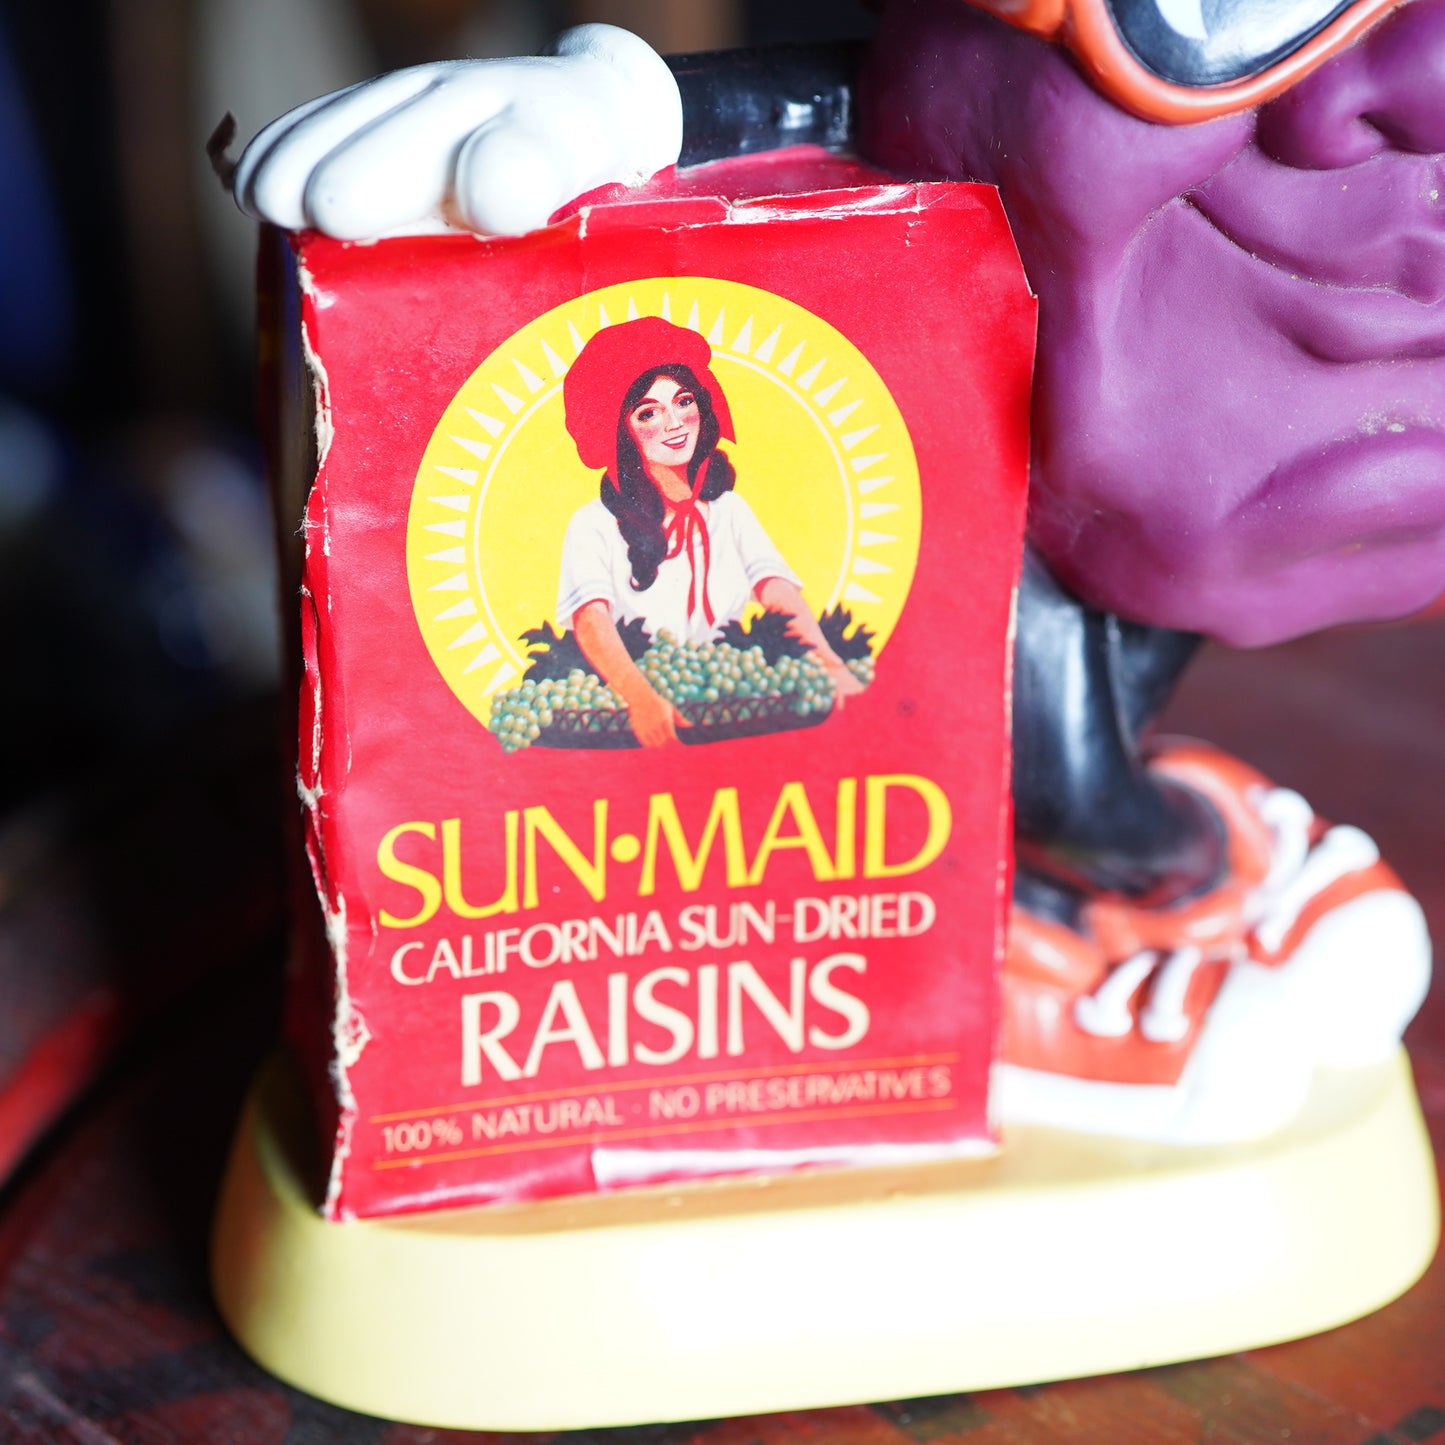 SUN•MAID
CALIFORNIA SUN-DRIED
RAISINS
100% NATURAL · NO PRESERVATIVES